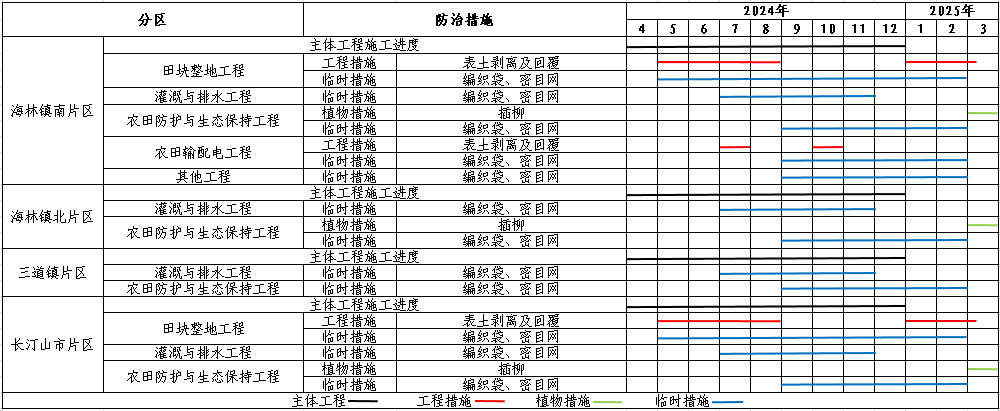 分区 防治措施 2024年 2025年
4 5 6 7 8 9 10 11 12 1 2 3
海林镇南片区 主体工程施工进度
田块整地工程 工程措施 表土剥离及回覆
临时措施 编织袋、密目网
灌溉与排水工程 临时措施 编织袋、密目网
农田防护与生态保持工程 植物措施 插柳
临时措施 编织袋、密目网
农田输配电工程 工程措施 表土剥离及回覆
临时措施 编织袋、密目网
其他工程 临时措施 编织袋、密目网
海林镇北片区 主体工程施工进度
灌溉与排水工程 临时措施 编织袋、密目网
农田防护与生态保持工程 植物措施 插柳
临时措施 编织袋、密目网
三道镇片区 主体工程施工进度
灌溉与排水工程 临时措施 编织袋、密目网
农田防护与生态保持工程 临时措施 编织袋、密目网
长汀山市片区 主体工程施工进度
田块整地工程 工程措施 表土剥离及回覆
临时措施 编织袋、密目网
灌溉与排水工程 临时措施 编织袋、密目网
农田防护与生态保持工程 植物措施 插柳
临时措施 编织袋、密目网
主体工程 工程措施 植物措施 临时措施